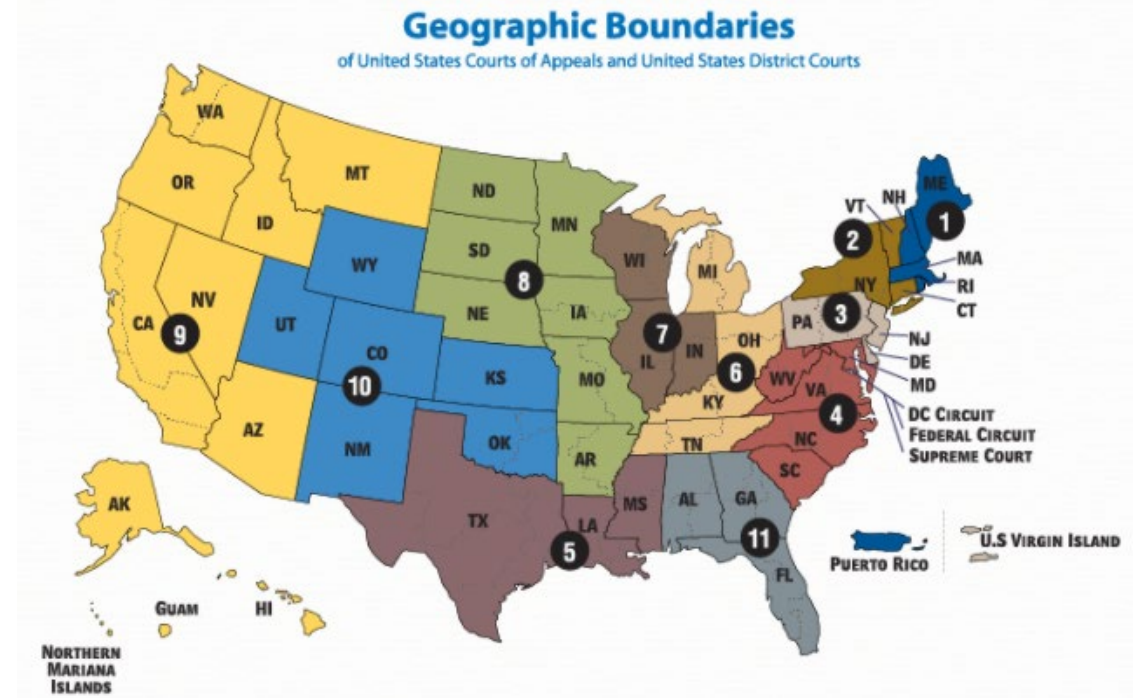 Geographic Boundaries
of United States Courts of Appeals and United States District Courts
WA
OR
MT
ID
WY
NV
CA
9
UT
CO
10
AZ
NM
ND
SD
8
NE
KS
OK
TX
MN
IA
MO
AR
LA
5
WI
MI
7
IL
IN
OH
6
KY
TN
MS
AL
GA
11
FL
ME
NH
VT
1
2
MA
NY
RI
CT
PA
3
NJ
DE
MD
WV
VA
4
NC
SC
DC CIRCUIT
FEDERAL CIRCUIT
SUPREME COURT
AK
GUAM
HI
NORTHERN
MARIANA
ISLANDS
PUERTO RICO
U.S VIRGIN ISLAND